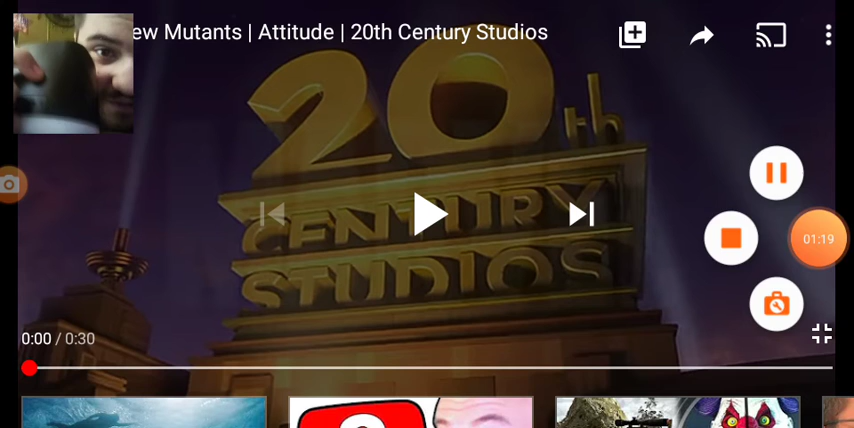 ew Mutants | Attitude | 20th Century Studios
20th
CENTURY
STUDIOS
01:19
0:00 / 0:30